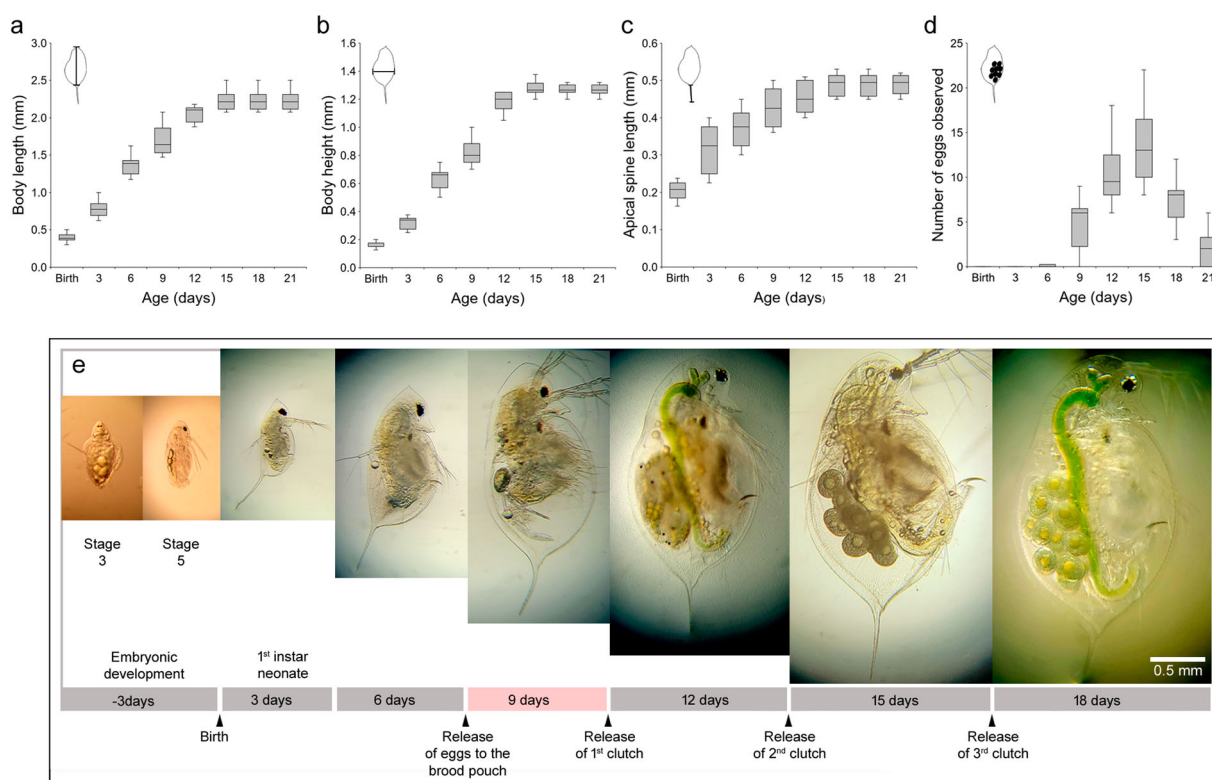 a
Body length (mm)
3.0
2.5
2.0
1.5
1.0
0.5
0.0
Birth 3 6 9 12 15 18 21
Age (days)
b
Body height (mm)
1.6
1.4
1.2
1.0
0.8
0.6
0.4
0.2
0.0
Birth 3 6 9 12 15 18 21
Age (days)
c
Apical spine length (mm)
0.6
0.5
0.4
0.3
0.2
0.1
0.0
Birth 3 6 9 12 15 18 21
Age (days)
d
Number of eggs observed
25
20
15
10
5
0
Birth 3 6 9 12 15 18 21
Age (days)
e
Stage
3
Stage
5
Embryonic
development
1st instar
neonate
0.5 mm
-3days 3 days 6 days 9 days 12 days 15 days 18 days
Birth
Release
of eggs to the
brood pouch
Release
of 1st clutch
Release
of 2nd clutch
Release
of 3rd clutch